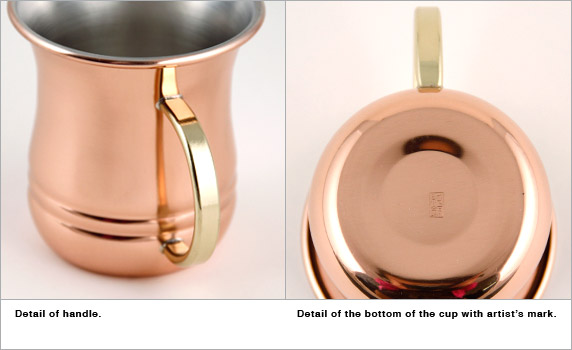 Detail of handle.
Detail of the bottom of the cup with artist's mark.